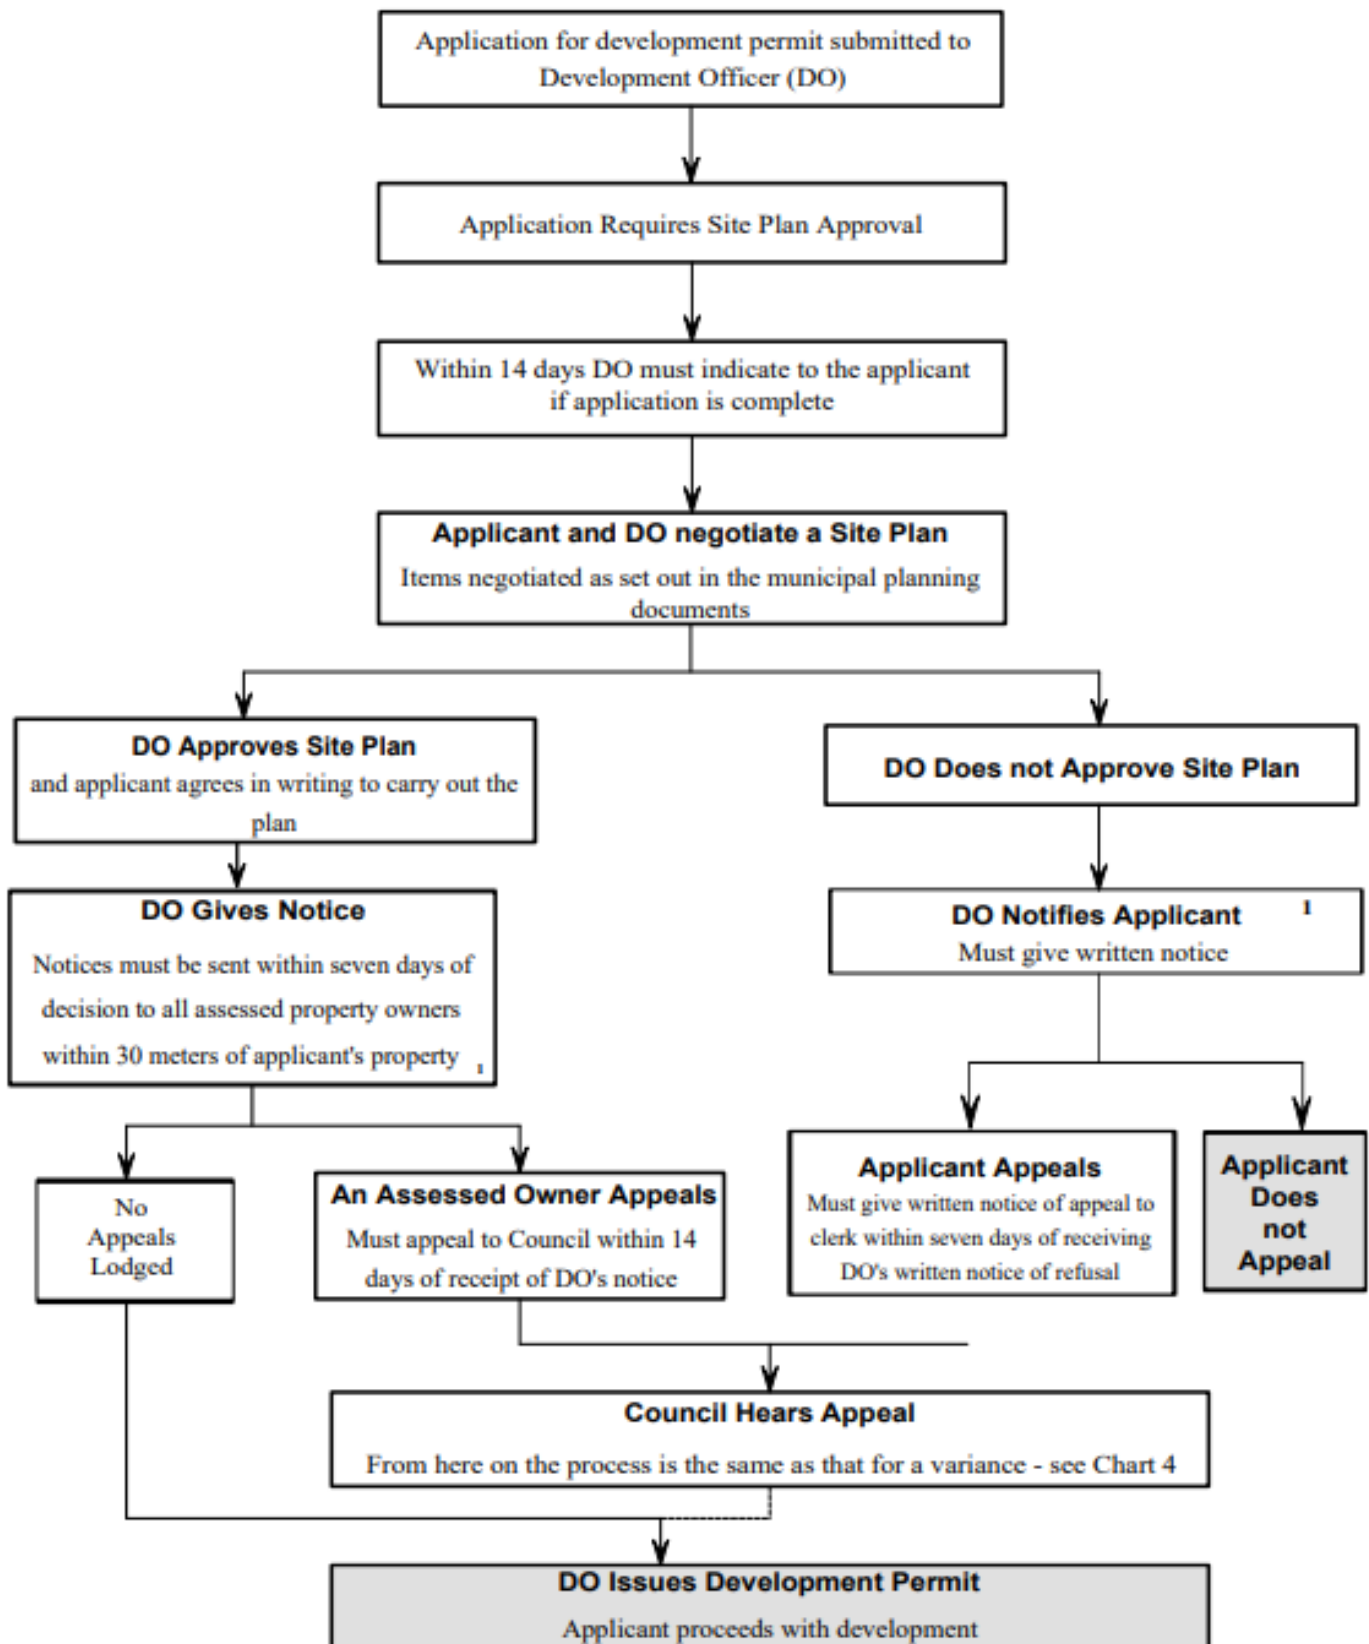 Application for development permit submitted to
Development Officer (DO)
Application Requires Site Plan Approval
Within 14 days DO must indicate to the applicant
if application is complete
Applicant and DO negotiate a Site Plan
Items negotiated as set out in the municipal planning
documents
DO Approves Site Plan
and applicant agrees in writing to carry out the
plan
DO Does not Approve Site Plan
DO Gives Notice
Notices must be sent within seven days of
decision to all assessed property owners
within 30 meters of applicant's property 1
DO Notifies Applicant 1
Must give written notice
No
Appeals
Lodged
An Assessed Owner Appeals
Must appeal to Council within 14
days of receipt of DO's notice
Applicant Appeals
Must give written notice of appeal to
clerk within seven days of receiving
DO's written notice of refusal
Applicant
Does
not
Appeal
Council Hears Appeal
From here on the process is the same as that for a variance - see Chart 4
DO Issues Development Permit
Applicant proceeds with development